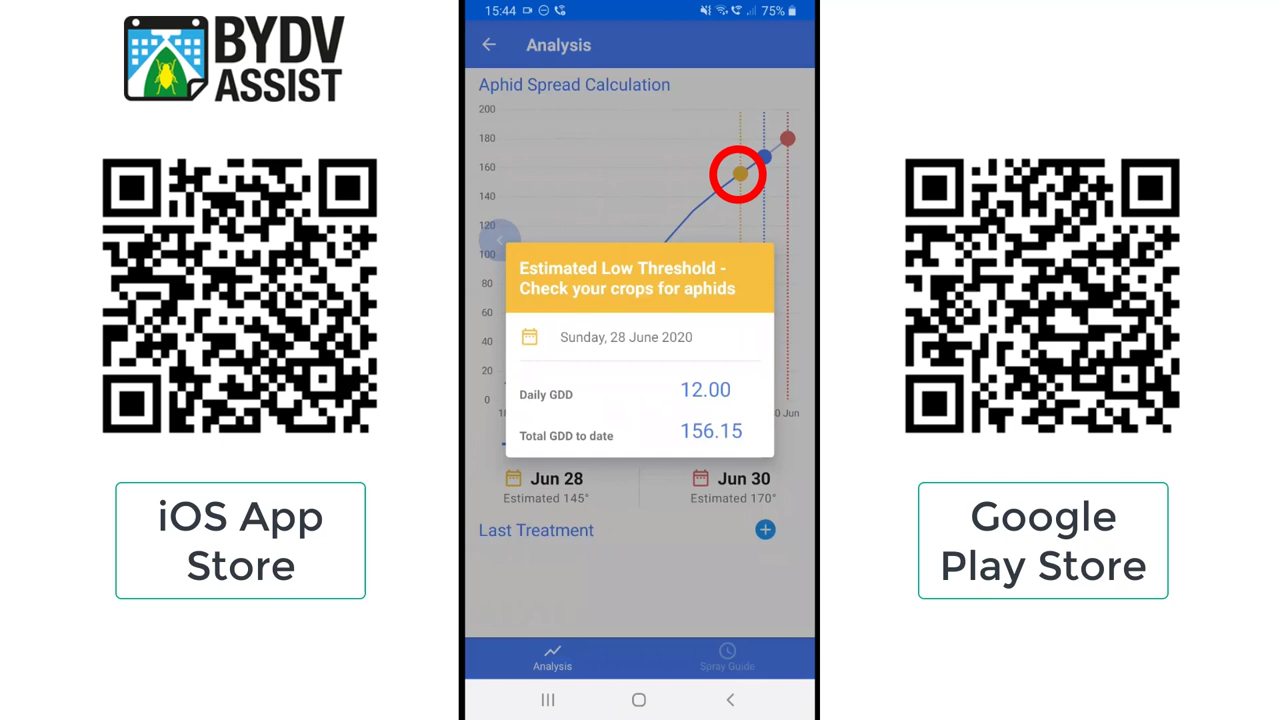 BYDV
ASSIST
15:44
75%
Analysis
Aphid Spread Calculation
200
180
160
140
120
100
80
60
40
20
0
Jun
Estimated Low Threshold -
Check your crops for aphids
Sunday, 28 June 2020
Daily GDD 12.00
Total GDD to date 156.15
Jun 28
Estimated 145°
Jun 30
Estimated 170°
Last Treatment
Analysis
Spray Guide
iOS App
Store
Google
Play Store